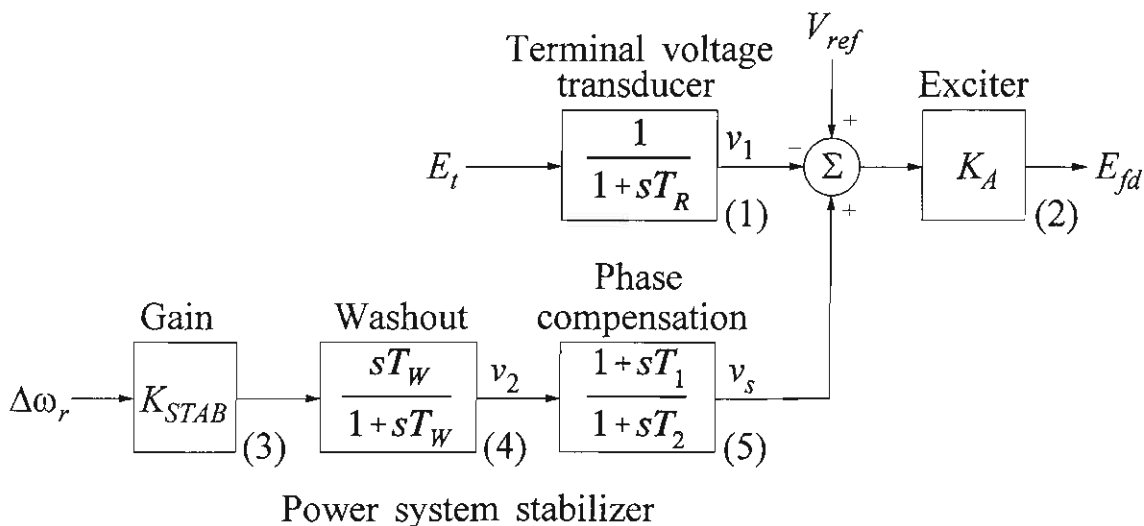 V_ref
Terminal voltage
transducer
Exciter
E_t
1
1 + sT_R
(1)
v_1
−
+
Σ
+
K_A
(2)
E_fd
Gain
Washout
Phase
compensation
Δω_r
K_STAB
(3)
sT_W
1 + sT_W
(4)
v_2
1 + sT_1
1 + sT_2
(5)
v_s
Power system stabilizer